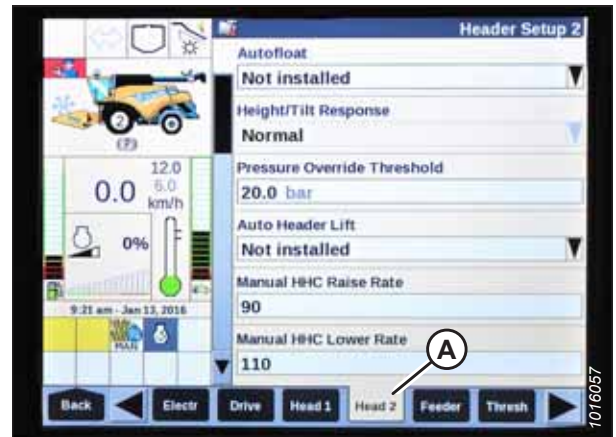 Header Setup 2
Autofloat
Not installed
Height/Tilt Response
Normal
Pressure Override Threshold
20.0 bar
Auto Header Lift
Not installed
Manual HHC Raise Rate
90
Manual HHC Lower Rate
110
2
(?)
12.0
0.0 6.0
km/h
0%
9:21 am - Jan 13, 2016
MAN
A
Back Electr Drive Head 1 Head 2 Feeder Thresh
1016057